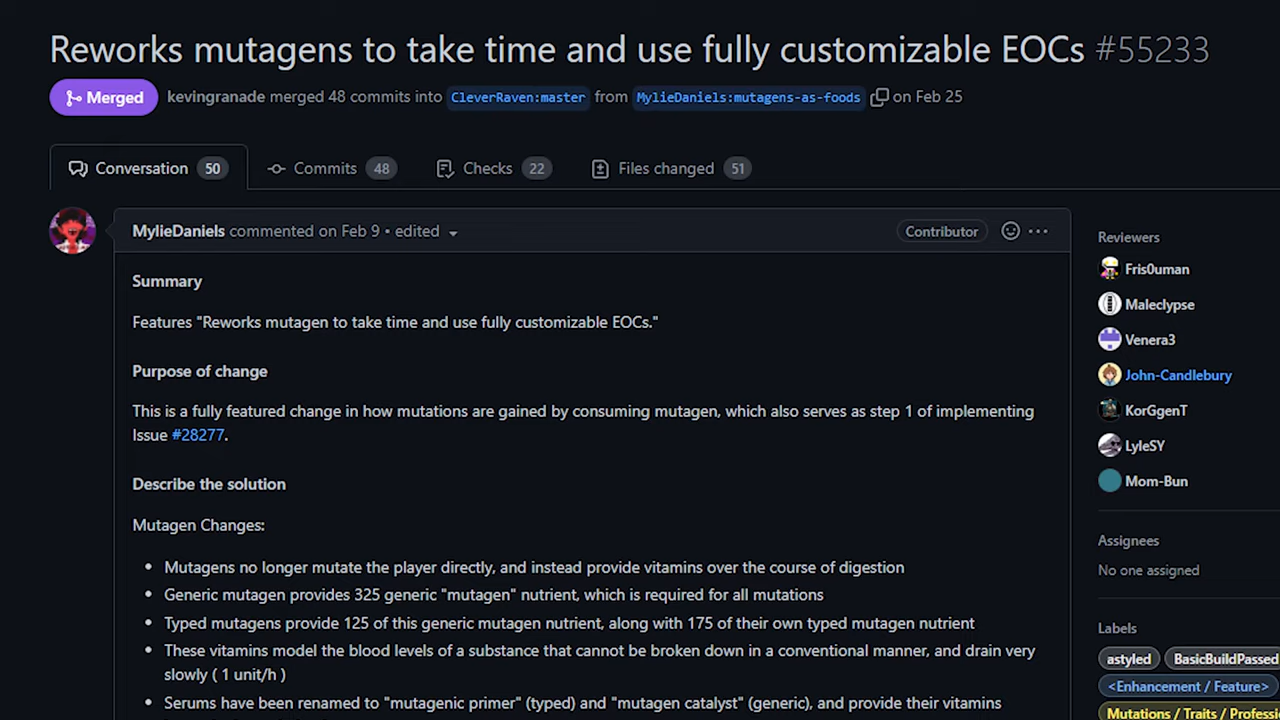 Reworks mutagens to take time and use fully customizable EOCs #55233
Merged kevingranade merged 48 commits into CleverRaven:master from MylieDaniels:mutagens-as-foods on Feb 25
Conversation 50 Commits 48 Checks 22 Files changed 51
MylieDaniels commented on Feb 9 • edited Contributor
Summary
Features "Reworks mutagen to take time and use fully customizable EOCs."
Purpose of change
This is a fully featured change in how mutations are gained by consuming mutagen, which also serves as step 1 of implementing
Issue #28277.
Describe the solution
Mutagen Changes:
• Mutagens no longer mutate the player directly, and instead provide vitamins over the course of digestion
• Generic mutagen provides 325 generic "mutagen" nutrient, which is required for all mutations
• Typed mutagens provide 125 of this generic mutagen nutrient, along with 175 of their own typed mutagen nutrient
• These vitamins model the blood levels of a substance that cannot be broken down in a conventional manner, and drain very
slowly ( 1 unit/h )
• Serums have been renamed to "mutagenic primer" (typed) and "mutagen catalyst" (generic), and provide their vitamins
Reviewers
Fris0uman
Maleclypse
Venera3
John-Candlebury
KorGgenT
LyleSY
Mom-Bun
Assignees
No one assigned
Labels
astyled BasicBuildPassed
<Enhancement / Feature>
Mutations / Traits / Professi